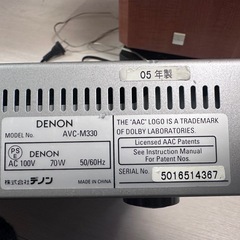 05 年製
DENON
MODEL No. AVC-M330
PSE
DENON
AC 100V 70W 50/60Hz
株式会社デノン
MADE IN CHINA
THE "AAC" LOGO IS A TRADEMARK
OF DOLBY LABORATORIES.
Licensed AAC Patents
See Instruction Manual
For Patent Nos.
SERIAL No. 5016514367